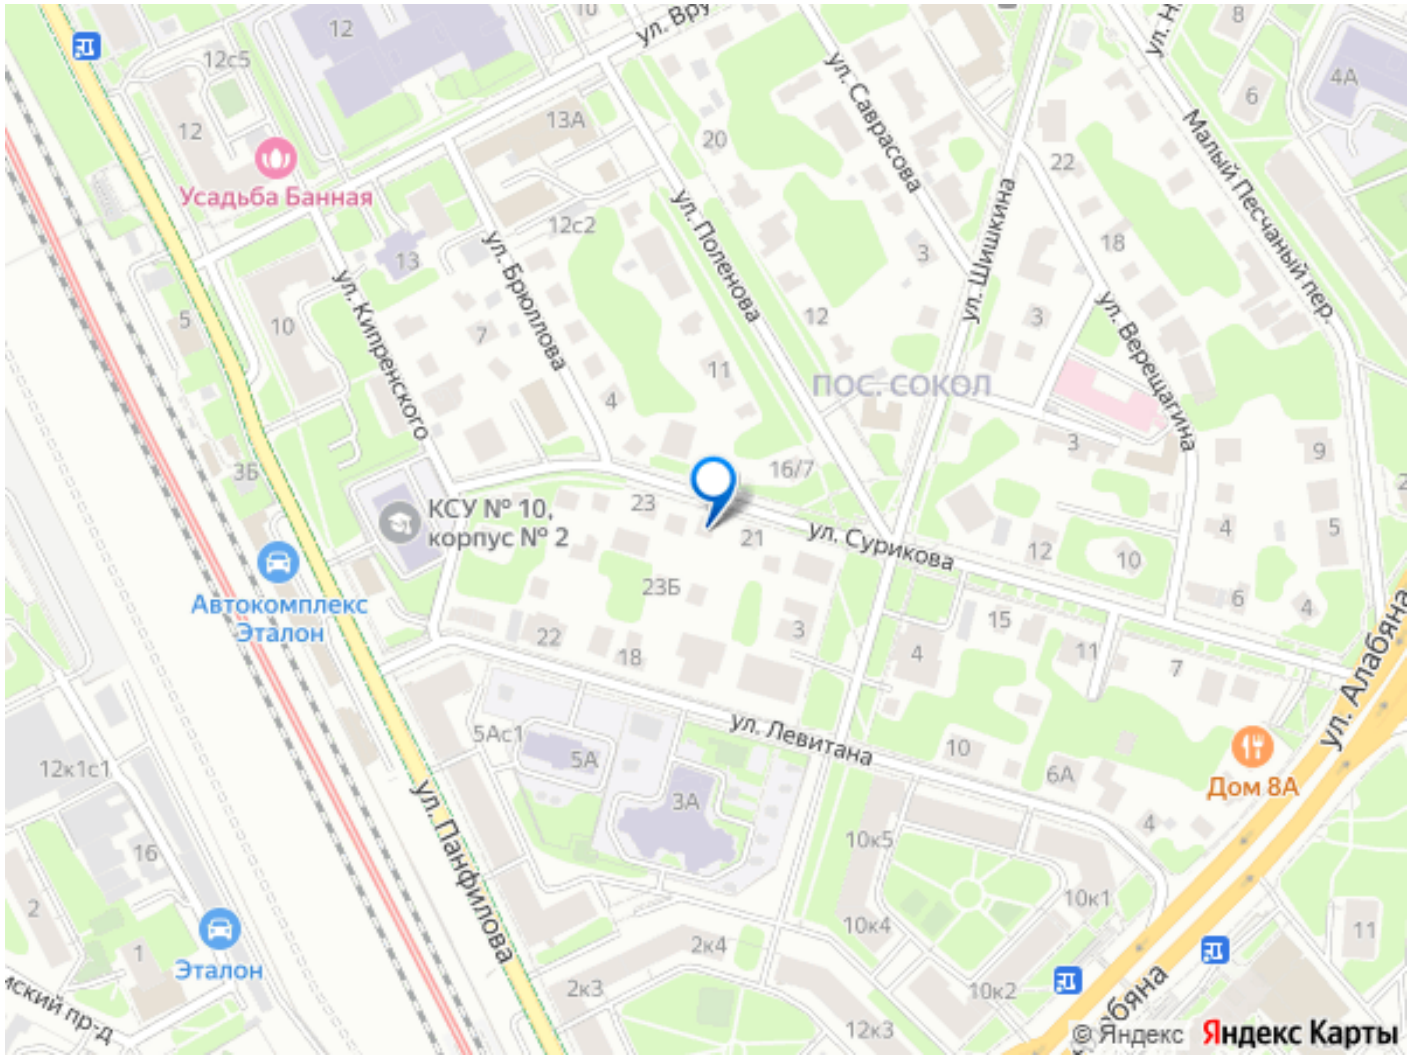 12
10
ул. Вру
8
ул. Н
12с5
ул. Саврасова
4А
6
12
13А
20
Малый Песчаный пер.
22
Усадьба Банная
ул. Поленова
ул. Шишкина
12с2
ул. Брюллова
13
3
18
ул. Кипренского
5
10
7
12
3
ул. Верещагина
11
ПОС. СОКОЛ
4
3
9
3Б
16/7
2
23
КСУ № 10,
корпус № 2
21
ул. Сурикова
4
5
12
10
23Б
Автокомплекс
Эталон
6
4
22
18
3
15
4
11
7
ул. Алабяна
5Ас1
5А
ул. Левитана
10
6А
Дом 8А
12к1с1
ул. Панфилова
3А
4
10к5
16
10к1
2
10к4
11
1
Эталон
2к4
2к3
10к2
12к3
мский пр-д
абяна
© Яндекс
Яндекс Карты